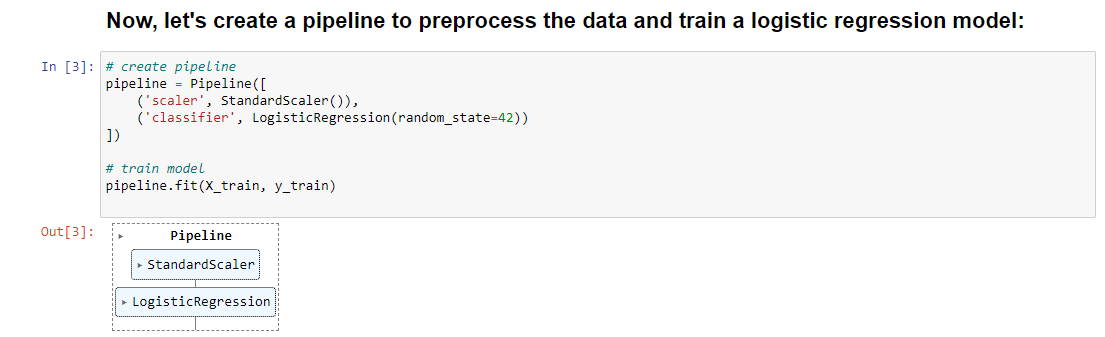 Now, let's create a pipeline to preprocess the data and train a logistic regression model:
In [3]: # create pipeline
pipeline = Pipeline([
    ('scaler', StandardScaler()),
    ('classifier', LogisticRegression(random_state=42))
])
# train model
pipeline.fit(X_train, y_train)
Out[3]:
Pipeline
StandardScaler
LogisticRegression